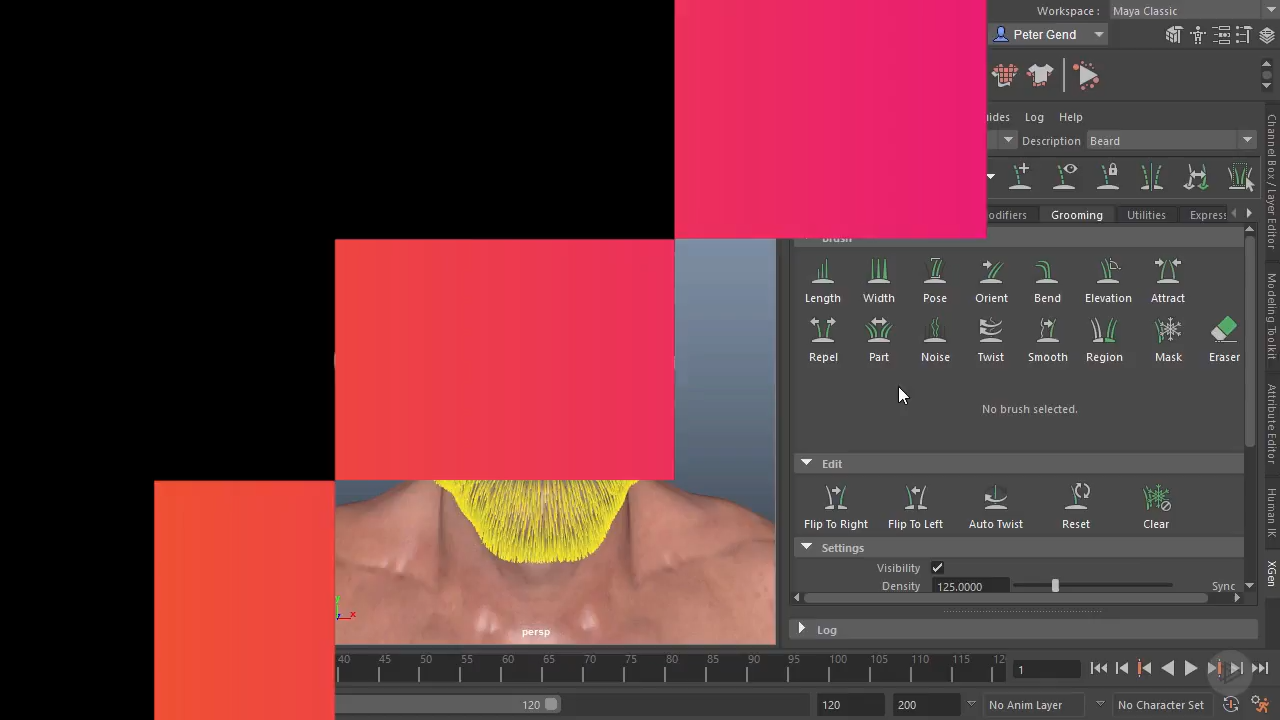 Workspace : Maya Classic
Peter Gend
Log Help
Description Beard
Grooming Utilities
Length Width Pose Orient Bend Elevation Attract
Repel Part Noise Twist Smooth Region Mask Eraser
No brush selected.
Edit
Flip To Right Flip To Left Auto Twist Reset Clear
Settings
Visibility
Density 125.0000 Sync
Log
persp
40 45 50 55 60 65 70 75 80 85 90 95 100 105 110 115 12
1
120 120 200 No Anim Layer No Character Set
Channel Box / Layer Editor
Modeling Toolkit
Attribute Editor
Human IK
XGen
y
x